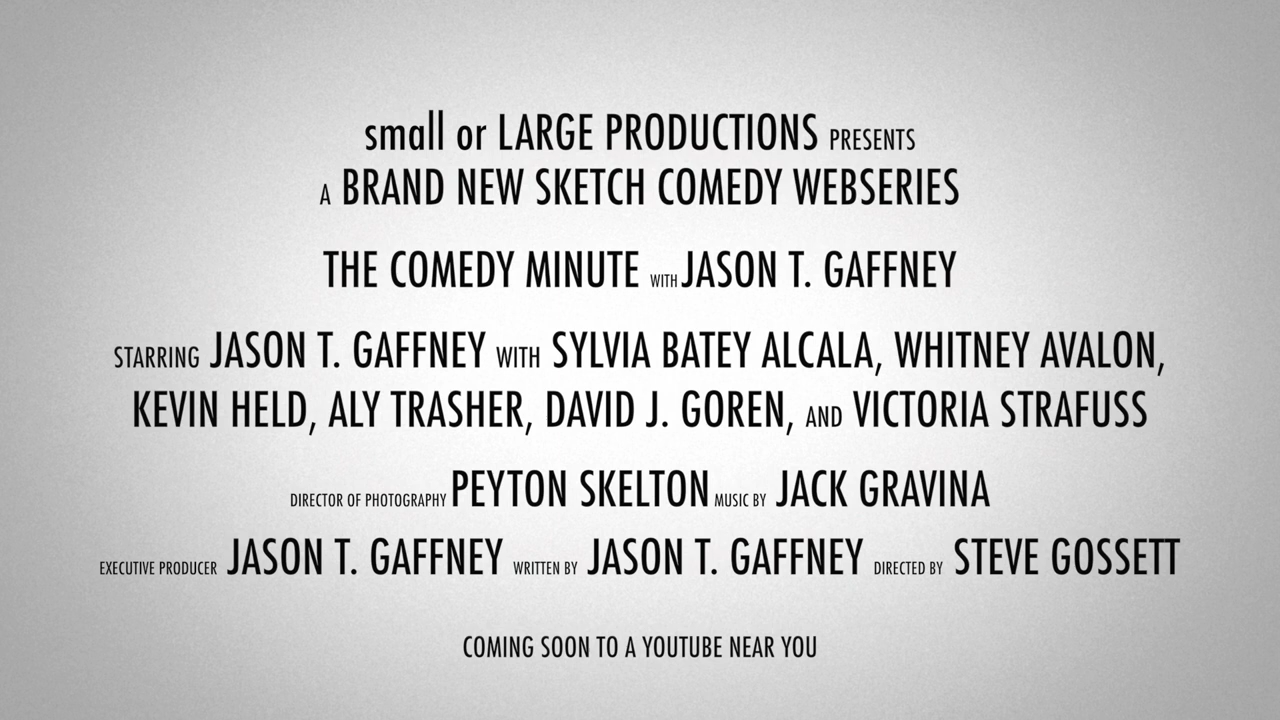 small or LARGE PRODUCTIONS PRESENTS
A BRAND NEW SKETCH COMEDY WEBSERIES
THE COMEDY MINUTE WITH JASON T. GAFFNEY
STARRING JASON T. GAFFNEY WITH SYLVIA BATEY ALCALA, WHITNEY AVALON,
KEVIN HELD, ALY TRASHER, DAVID J. GOREN, AND VICTORIA STRAFUSS
DIRECTOR OF PHOTOGRAPHY PEYTON SKELTON MUSIC BY JACK GRAVINA
EXECUTIVE PRODUCER JASON T. GAFFNEY WRITTEN BY JASON T. GAFFNEY DIRECTED BY STEVE GOSSETT
COMING SOON TO A YOUTUBE NEAR YOU